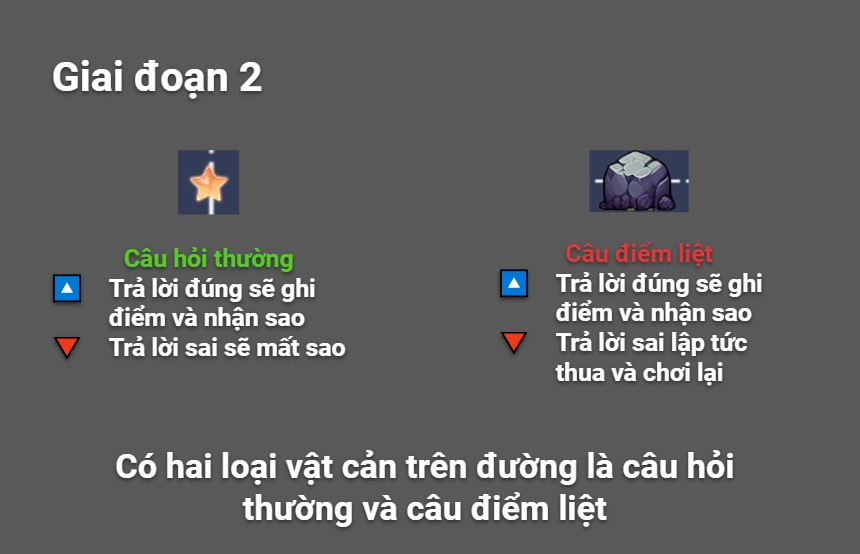 Giai đoạn 2
Câu hỏi thường
Trả lời đúng sẽ ghi
điểm và nhận sao
Trả lời sai sẽ mất sao
Câu điểm liệt
Trả lời đúng sẽ ghi
điểm và nhận sao
Trả lời sai lập tức
thua và chơi lại
Có hai loại vật cản trên đường là câu hỏi
thường và câu điểm liệt